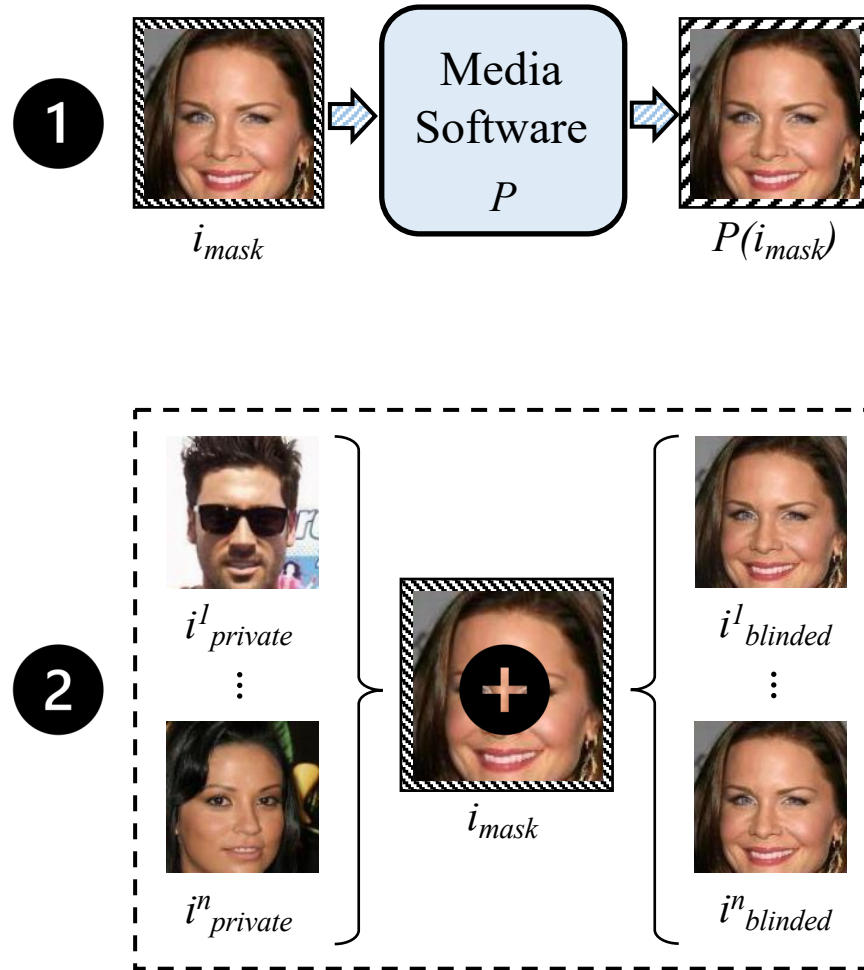 1
Media
Software
P
i_mask
P(i_mask)
i^1_private
i^1_blinded
⋮ ⋮
2
+
i_mask
i^n_private
i^n_blinded